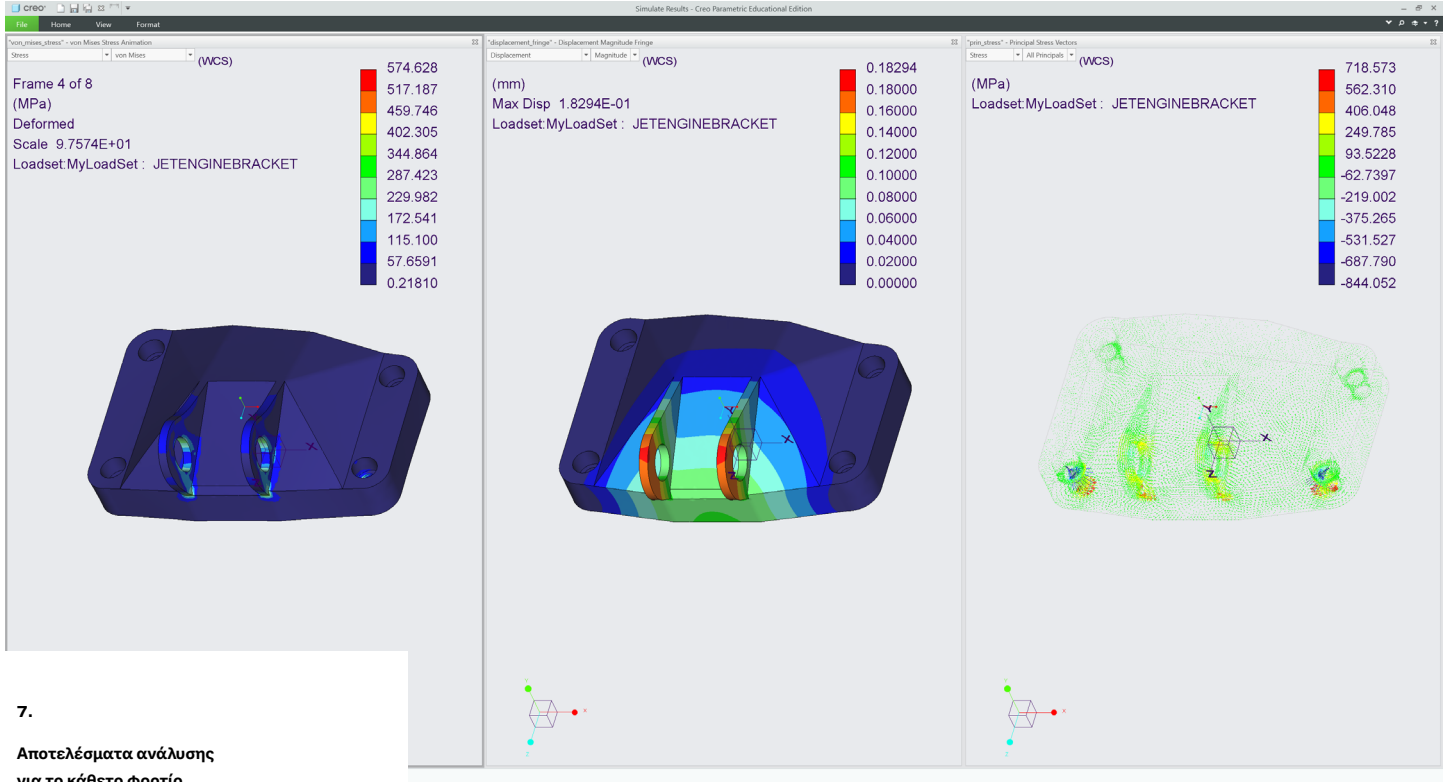 creo®
Simulate Results - Creo Parametric Educational Edition
File Home View Format
"von_mises_stress" - von Mises Stress Animation
Stress von Mises
(WCS)
Frame 4 of 8
(MPa)
Deformed
Scale 9.7574E+01
Loadset:MyLoadSet : JETENGINEBRACKET
574.628
517.187
459.746
402.305
344.864
287.423
229.982
172.541
115.100
57.6591
0.21810
X
Z
"displacement_fringe" - Displacement Magnitude Fringe
Displacement Magnitude
(WCS)
(mm)
Max Disp 1.8294E-01
Loadset:MyLoadSet : JETENGINEBRACKET
0.18294
0.18000
0.16000
0.14000
0.12000
0.10000
0.08000
0.06000
0.04000
0.02000
0.00000
Y
X
Z
Y
X
Z
"prin_stress" - Principal Stress Vectors
Stress All Principals
(WCS)
(MPa)
Loadset:MyLoadSet : JETENGINEBRACKET
718.573
562.310
406.048
249.785
93.5228
-62.7397
-219.002
-375.265
-531.527
-687.790
-844.052
Y
X
Z
Y
X
Z
7.
Αποτελέσματα ανάλυσης
για το κάθετο φορτίο